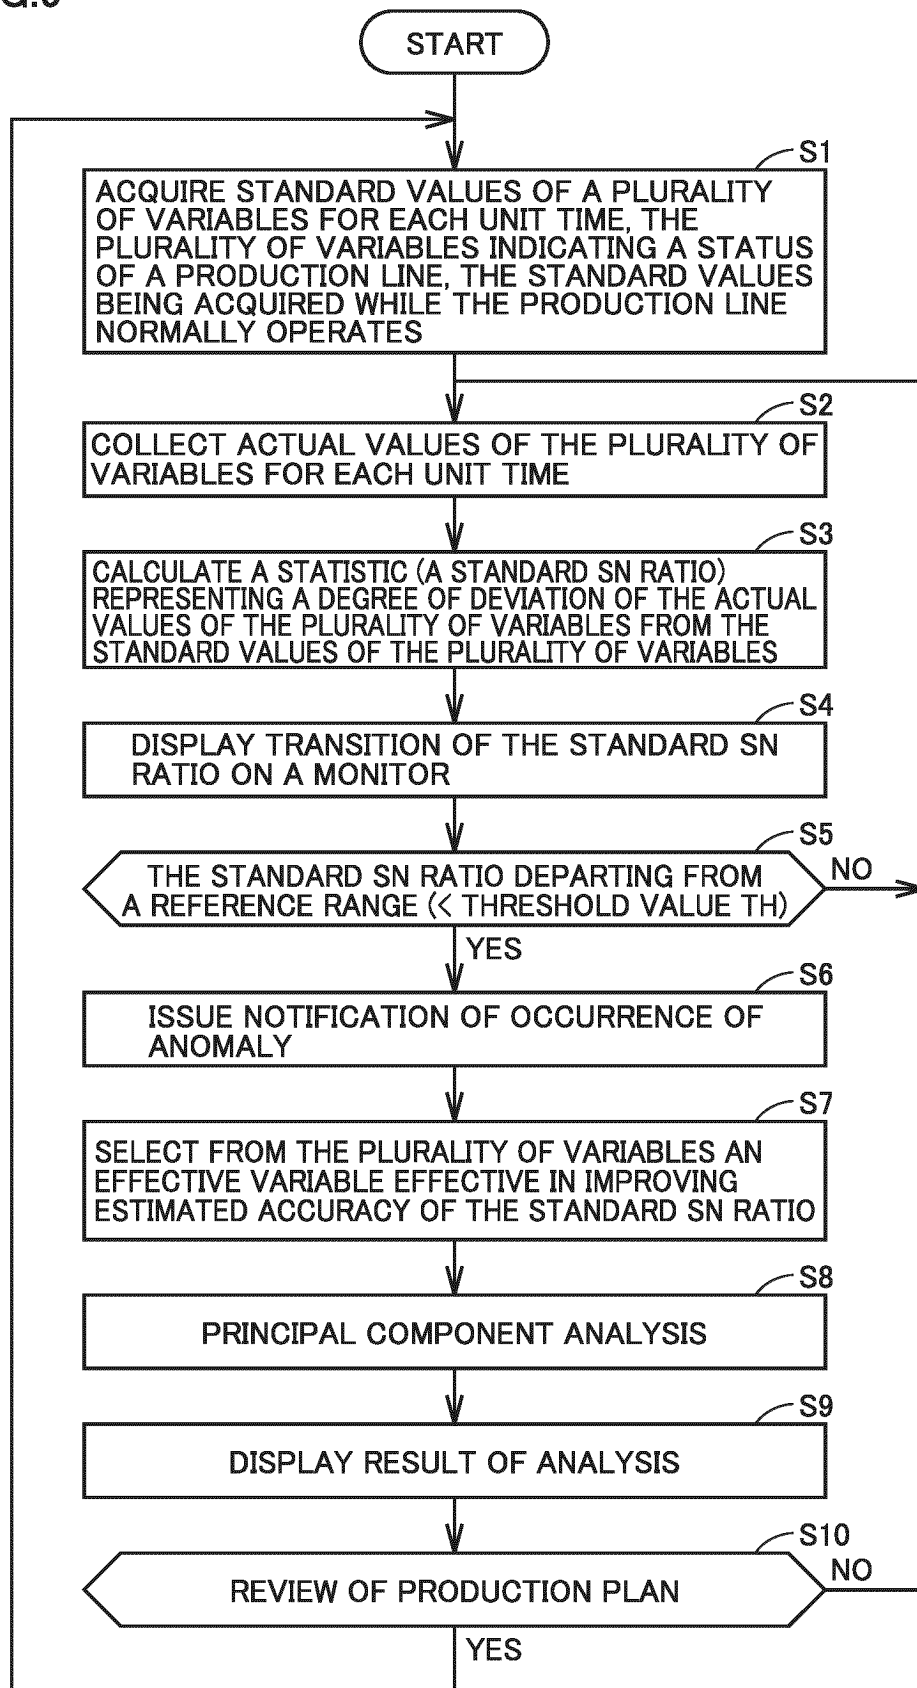 START
S1
ACQUIRE STANDARD VALUES OF A PLURALITY
OF VARIABLES FOR EACH UNIT TIME, THE
PLURALITY OF VARIABLES INDICATING A STATUS
OF A PRODUCTION LINE, THE STANDARD VALUES
BEING ACQUIRED WHILE THE PRODUCTION LINE
NORMALLY OPERATES
S2
COLLECT ACTUAL VALUES OF THE PLURALITY OF
VARIABLES FOR EACH UNIT TIME
S3
CALCULATE A STATISTIC (A STANDARD SN RATIO)
REPRESENTING A DEGREE OF DEVIATION OF THE ACTUAL
VALUES OF THE PLURALITY OF VARIABLES FROM THE
STANDARD VALUES OF THE PLURALITY OF VARIABLES
S4
DISPLAY TRANSITION OF THE STANDARD SN
RATIO ON A MONITOR
S5
THE STANDARD SN RATIO DEPARTING FROM
A REFERENCE RANGE (< THRESHOLD VALUE TH)
NO
YES
S6
ISSUE NOTIFICATION OF OCCURRENCE OF
ANOMALY
S7
SELECT FROM THE PLURALITY OF VARIABLES AN
EFFECTIVE VARIABLE EFFECTIVE IN IMPROVING
ESTIMATED ACCURACY OF THE STANDARD SN RATIO
S8
PRINCIPAL COMPONENT ANALYSIS
S9
DISPLAY RESULT OF ANALYSIS
S10
REVIEW OF PRODUCTION PLAN
NO
YES